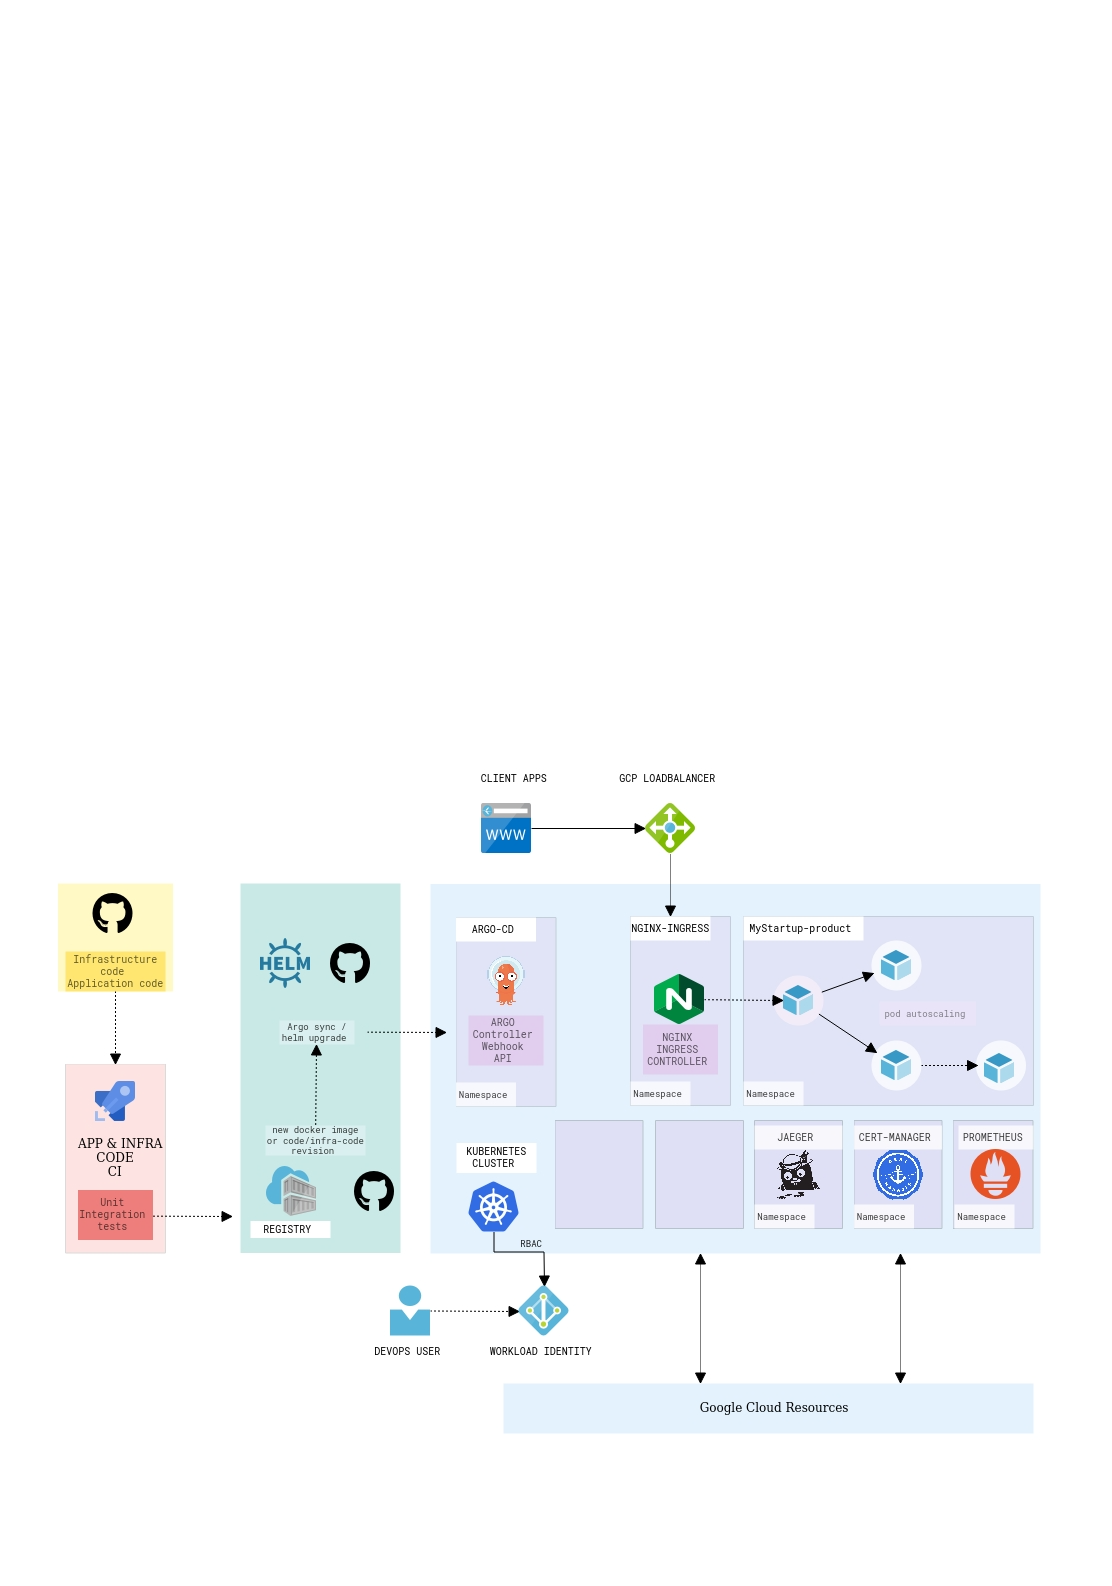 CLIENT APPS
GCP LOADBALANCER
WWW
Infrastructure
code
Application code
APP & INFRA
CODE
CI
Unit
Integration
tests
HELM
Argo sync /
helm upgrade
new docker image
or code/infra-code
revision
REGISTRY
ARGO-CD
ARGO
Controller
Webhook
API
Namespace
NGINX-INGRESS
N
NGINX
INGRESS
CONTROLLER
Namespace
MyStartup-product
pod autoscaling
Namespace
KUBERNETES
CLUSTER
JAEGER
Namespace
CERT-MANAGER
Namespace
PROMETHEUS
Namespace
RBAC
DEVOPS USER
WORKLOAD IDENTITY
Google Cloud Resources